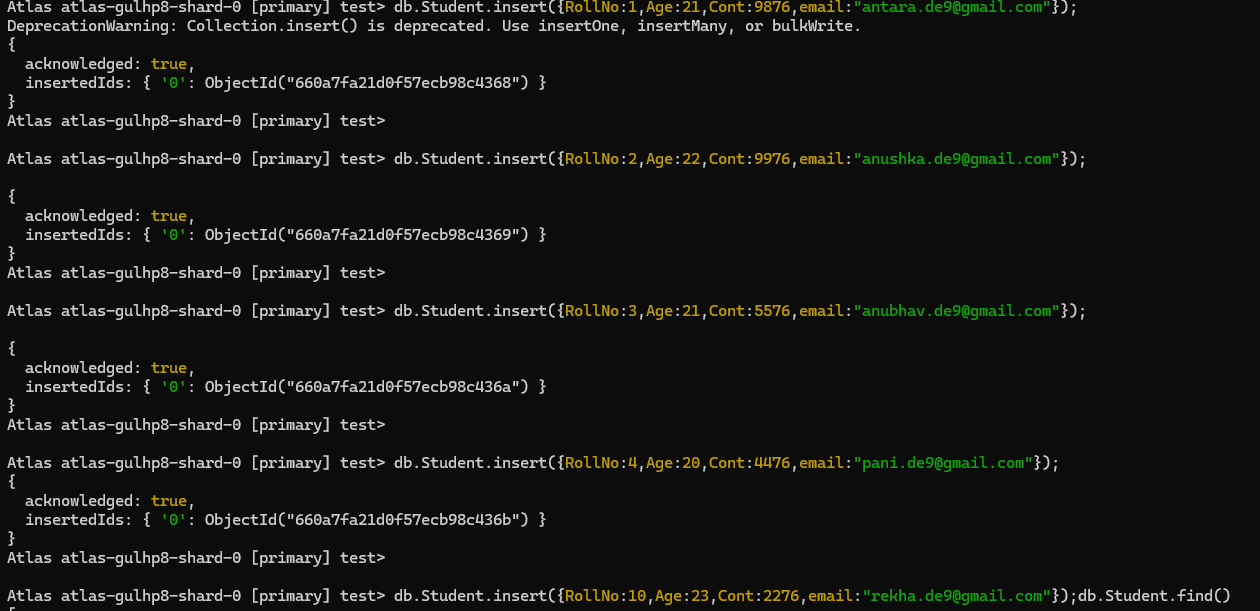 Atlas atlas-gulhp8-shard-0 [primary] test> db.Student.insert({RollNo:1,Age:21,Cont:9876,email:"antara.de9@gmail.com"});
DeprecationWarning: Collection.insert() is deprecated. Use insertOne, insertMany, or bulkWrite.
{
  acknowledged: true,
  insertedIds: { '0': ObjectId("660a7fa21d0f57ecb98c4368") }
}
Atlas atlas-gulhp8-shard-0 [primary] test>
Atlas atlas-gulhp8-shard-0 [primary] test> db.Student.insert({RollNo:2,Age:22,Cont:9976,email:"anushka.de9@gmail.com"});
{
  acknowledged: true,
  insertedIds: { '0': ObjectId("660a7fa21d0f57ecb98c4369") }
}
Atlas atlas-gulhp8-shard-0 [primary] test>
Atlas atlas-gulhp8-shard-0 [primary] test> db.Student.insert({RollNo:3,Age:21,Cont:5576,email:"anubhav.de9@gmail.com"});
{
  acknowledged: true,
  insertedIds: { '0': ObjectId("660a7fa21d0f57ecb98c436a") }
}
Atlas atlas-gulhp8-shard-0 [primary] test>
Atlas atlas-gulhp8-shard-0 [primary] test> db.Student.insert({RollNo:4,Age:20,Cont:4476,email:"pani.de9@gmail.com"});
{
  acknowledged: true,
  insertedIds: { '0': ObjectId("660a7fa21d0f57ecb98c436b") }
}
Atlas atlas-gulhp8-shard-0 [primary] test>
Atlas atlas-gulhp8-shard-0 [primary] test> db.Student.insert({RollNo:10,Age:23,Cont:2276,email:"rekha.de9@gmail.com"});db.Student.find()